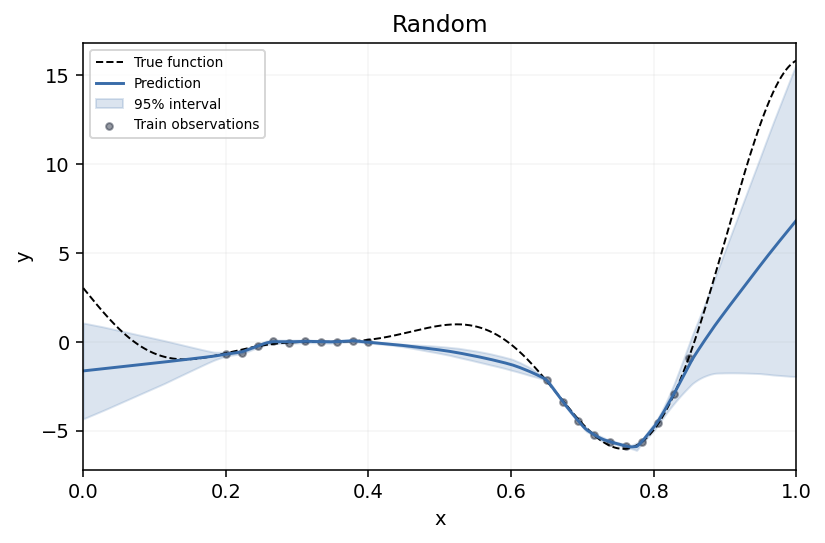 Random
True function
Prediction
95% interval
Train observations
15
10
5
0
−5
y
0.0 0.2 0.4 0.6 0.8 1.0
x